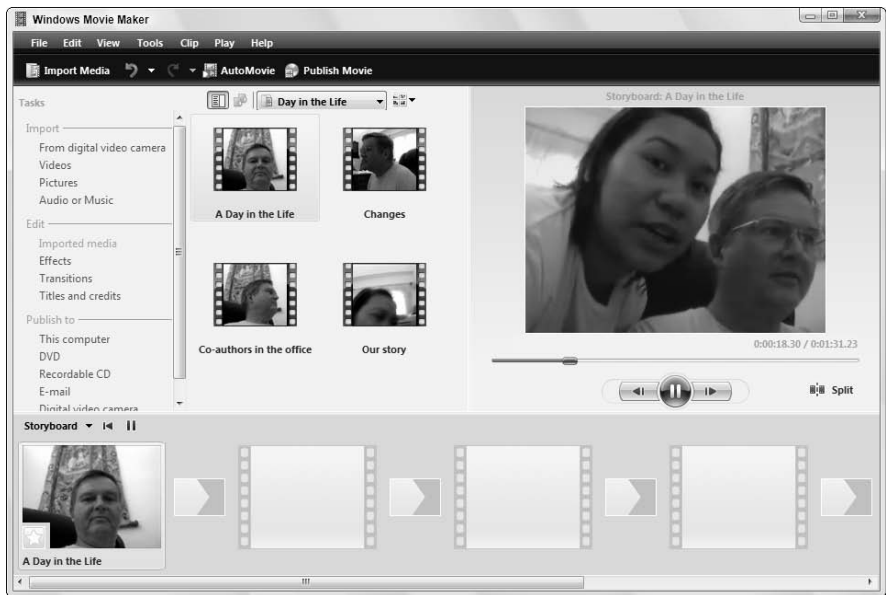 Windows Movie Maker
File Edit View Tools Clip Play Help
Import Media AutoMovie Publish Movie
Tasks
Import
From digital video camera
Videos
Pictures
Audio or Music
Edit
Imported media
Effects
Transitions
Titles and credits
Publish to
This computer
DVD
Recordable CD
E-mail
Digital video camera
Day in the Life
A Day in the Life
Changes
Co-authors in the office
Our story
Storyboard: A Day in the Life
0:00:18.30 / 0:01:31.23
Split
Storyboard
A Day in the Life